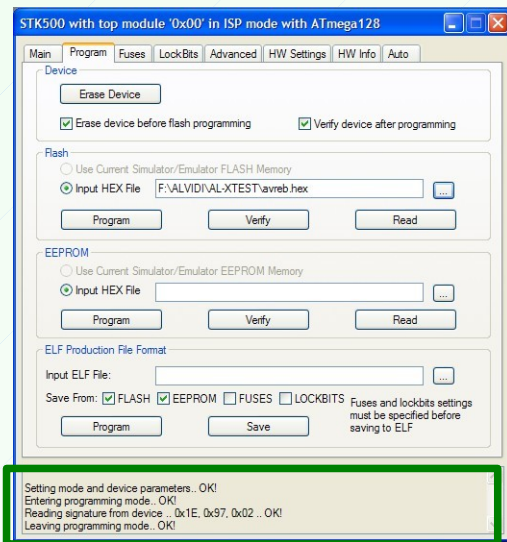 STK500 with top module '0x00' in ISP mode with ATmega128
Main Program Fuses LockBits Advanced HW Settings HW Info Auto
Device
Erase Device
Erase device before flash programming Verify device after programming
Flash
Use Current Simulator/Emulator FLASH Memory
Input HEX File F:\ALVIDI\AL-XTEST\avreb.hex ...
Program Verify Read
EEPROM
Use Current Simulator/Emulator EEPROM Memory
Input HEX File ...
Program Verify Read
ELF Production File Format
Input ELF File: ...
Save From: FLASH EEPROM FUSES LOCKBITS Fuses and lockbits settings
must be specified before
saving to ELF
Program Save
Setting mode and device parameters.. OK!
Entering programming mode.. OK!
Reading signature from device .. 0x1E, 0x97, 0x02 .. OK!
Leaving programming mode.. OK!